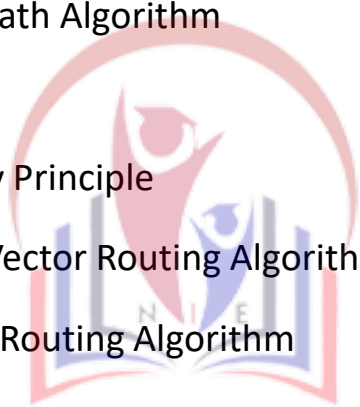 ath Algorithm
y Principle
Vector Routing Algorith
N I E
Routing Algorithm